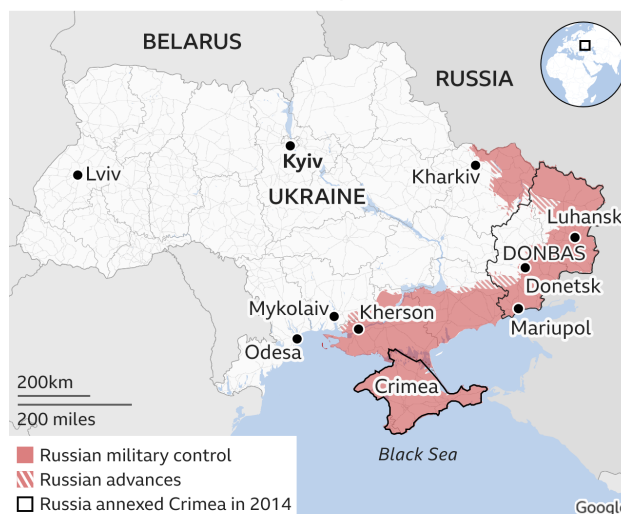 BELARUS
RUSSIA
Lviv
Kyiv
Kharkiv
UKRAINE
Luhansk
DONBAS
Donetsk
Mykolaiv
Kherson
Mariupol
Odesa
Crimea
200km
200 miles
Black Sea
Russian military control
Russian advances
Russia annexed Crimea in 2014
Google